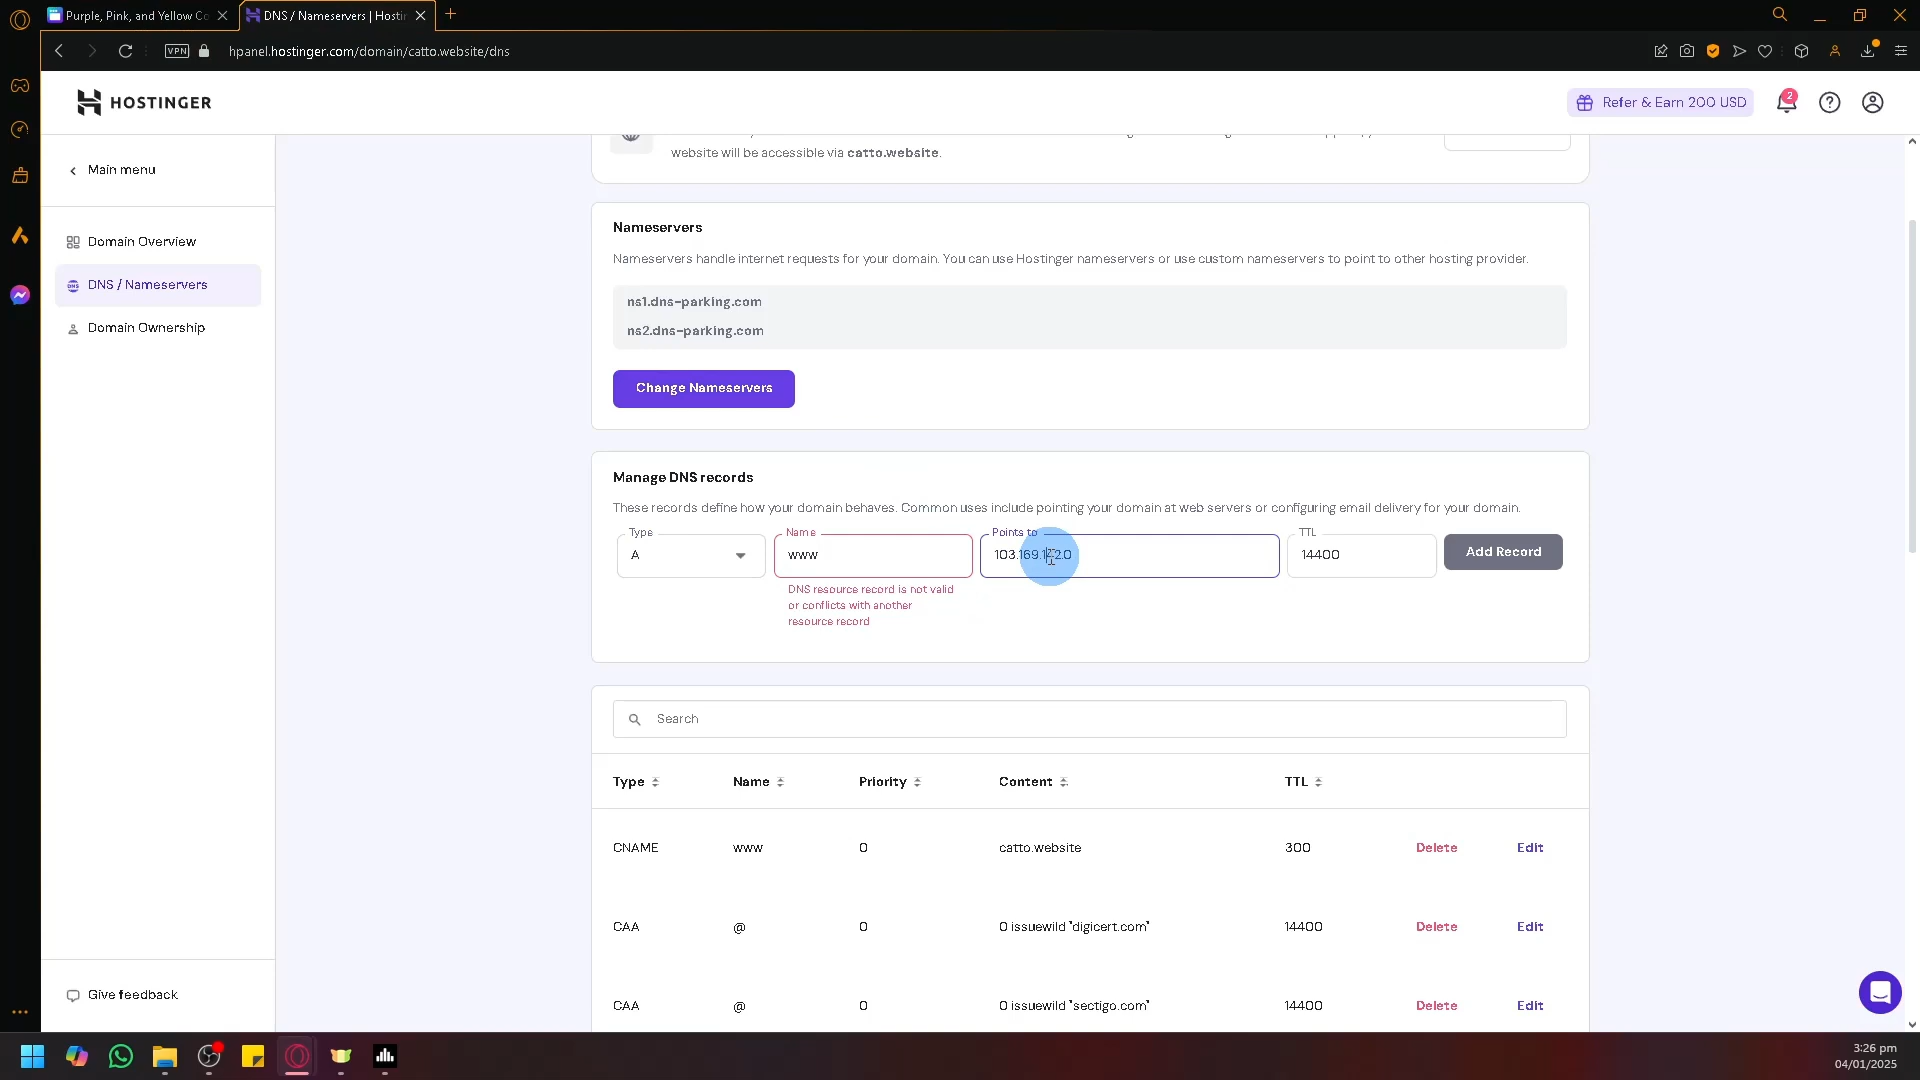 Purple, Pink, and Yellow Co
DNS / Nameservers | Hostin
VPN
hpanel.hostinger.com/domain/catto.website/dns
HOSTINGER
Refer & Earn 200 USD
2
Main menu
website will be accessible via catto.website.
Nameservers
Domain Overview
Nameservers handle internet requests for your domain. You can use Hostinger nameservers or use custom nameservers to point to other hosting provider.
DNS / Nameservers
ns1.dns-parking.com
Domain Ownership
ns2.dns-parking.com
Change Nameservers
Manage DNS records
These records define how your domain behaves. Common uses include pointing your domain at web servers or configuring email delivery for your domain.
Type
Name
Points to
TTL
A
www
14400
Add Record
DNS resource record is not valid
or conflicts with another
resource record
Search
Type
Name
Priority
Content
TTL
CNAME
www
0
catto.website
300
Delete
Edit
CAA
@
0
0 issuewild "digicert.com"
14400
Delete
Edit
CAA
@
0
0 issuewild "sectigo.com"
14400
Delete
Edit
Give feedback
3:26 pm
04/01/2025